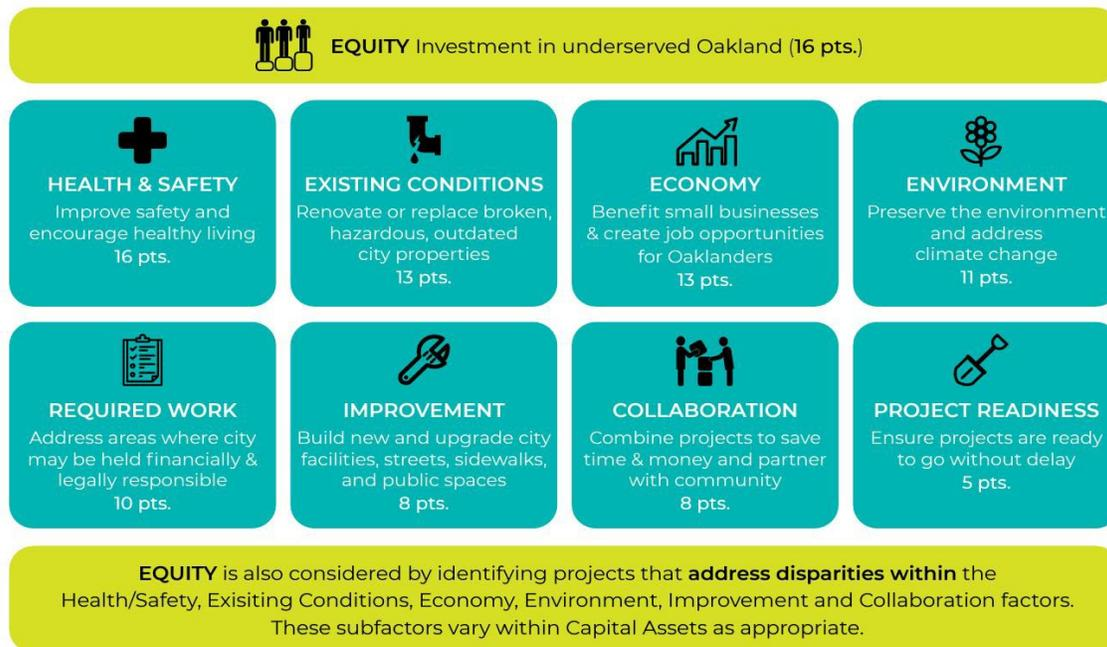 EQUITY Investment in underserved Oakland (16 pts.)
HEALTH & SAFETY
Improve safety and
encourage healthy living
16 pts.
EXISTING CONDITIONS
Renovate or replace broken,
hazardous, outdated
city properties
13 pts.
ECONOMY
Benefit small businesses
& create job opportunities
for Oaklanders
13 pts.
ENVIRONMENT
Preserve the environment
and address
climate change
11 pts.
REQUIRED WORK
Address areas where city
may be held financially &
legally responsible
10 pts.
IMPROVEMENT
Build new and upgrade city
facilities, streets, sidewalks,
and public spaces
8 pts.
COLLABORATION
Combine projects to save
time & money and partner
with community
8 pts.
PROJECT READINESS
Ensure projects are ready
to go without delay
5 pts.
EQUITY is also considered by identifying projects that address disparities within the
Health/Safety, Exisiting Conditions, Economy, Environment, Improvement and Collaboration factors.
These subfactors vary within Capital Assets as appropriate.